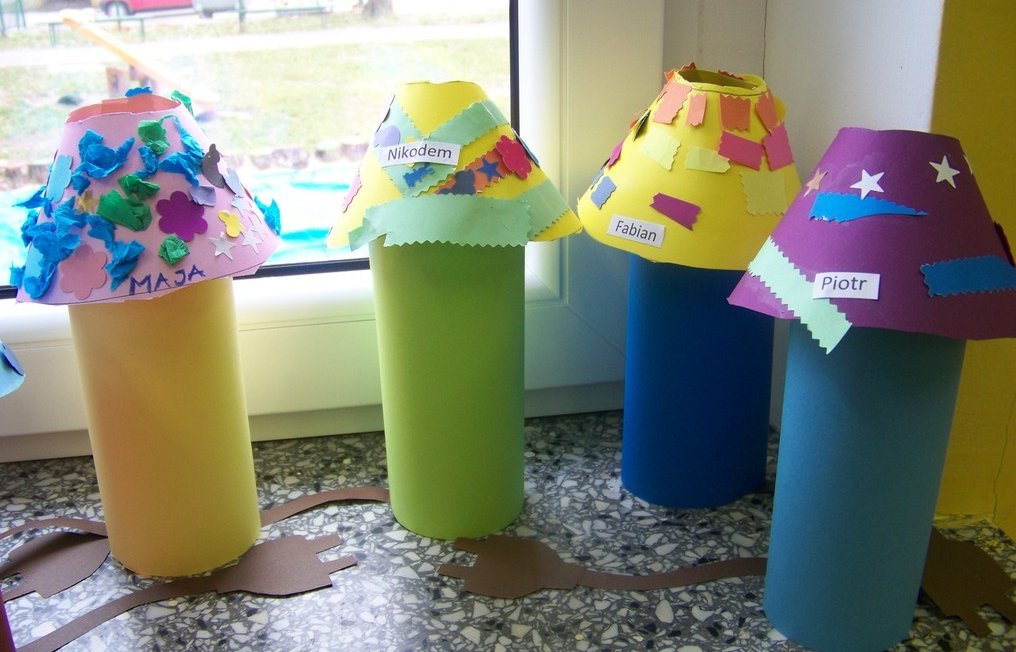 MAJA
Nikodem
Fabian
Piotr